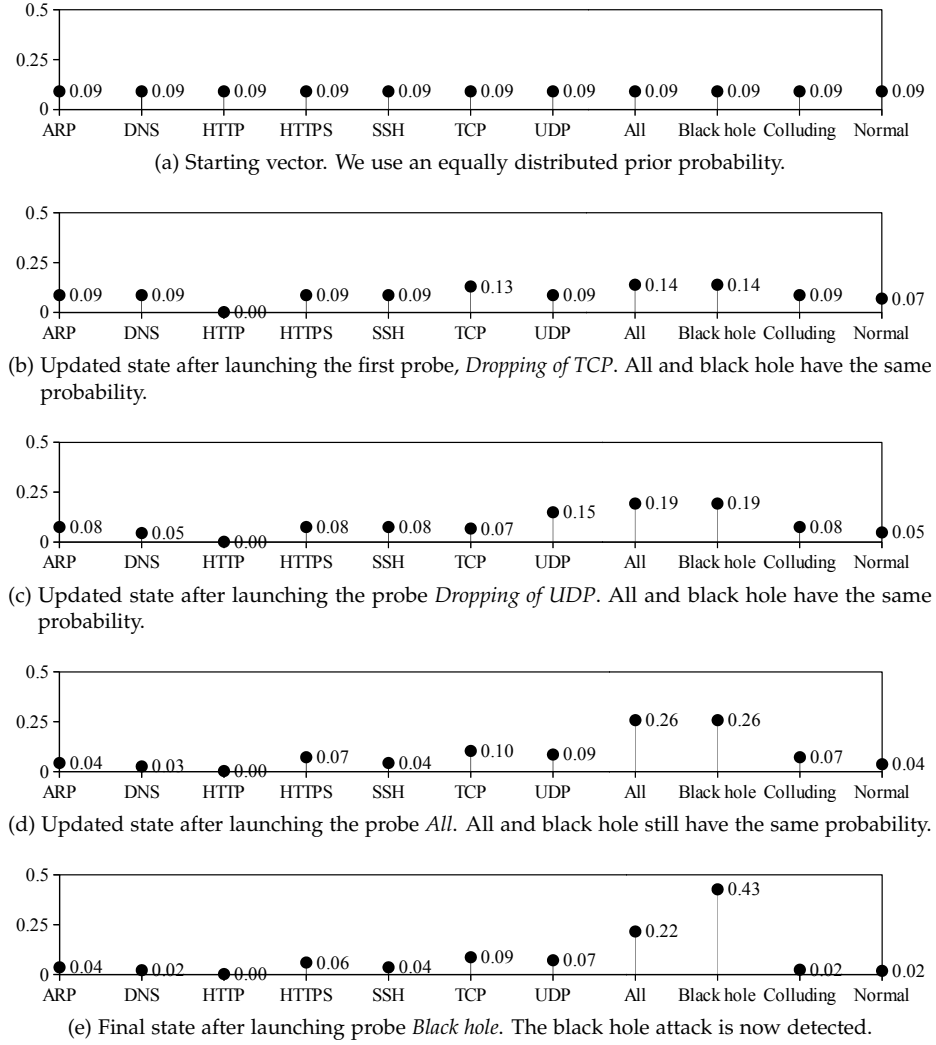 0.5
0.25
0.09 0.09 0.09 0.09 0.09 0.09 0.09 0.09 0.09 0.09 0.09
0
ARP DNS HTTP HTTPS SSH TCP UDP All Black hole Colluding Normal
(a) Starting vector. We use an equally distributed prior probability.
0.5
0.25
0.09 0.09 0.00 0.09 0.09 0.13 0.09 0.14 0.14 0.09 0.07
0
ARP DNS HTTP HTTPS SSH TCP UDP All Black hole Colluding Normal
(b) Updated state after launching the first probe, Dropping of TCP. All and black hole have the same
probability.
0.5
0.25
0.08 0.05 0.00 0.08 0.08 0.07 0.15 0.19 0.19 0.08 0.05
0
ARP DNS HTTP HTTPS SSH TCP UDP All Black hole Colluding Normal
(c) Updated state after launching the probe Dropping of UDP. All and black hole have the same
probability.
0.5
0.25
0.04 0.03 0.00 0.07 0.04 0.10 0.09 0.26 0.26 0.07 0.04
0
ARP DNS HTTP HTTPS SSH TCP UDP All Black hole Colluding Normal
(d) Updated state after launching the probe All. All and black hole still have the same probability.
0.5
0.25
0.04 0.02 0.00 0.06 0.04 0.09 0.07 0.22 0.43 0.02 0.02
0
ARP DNS HTTP HTTPS SSH TCP UDP All Black hole Colluding Normal
(e) Final state after launching probe Black hole. The black hole attack is now detected.